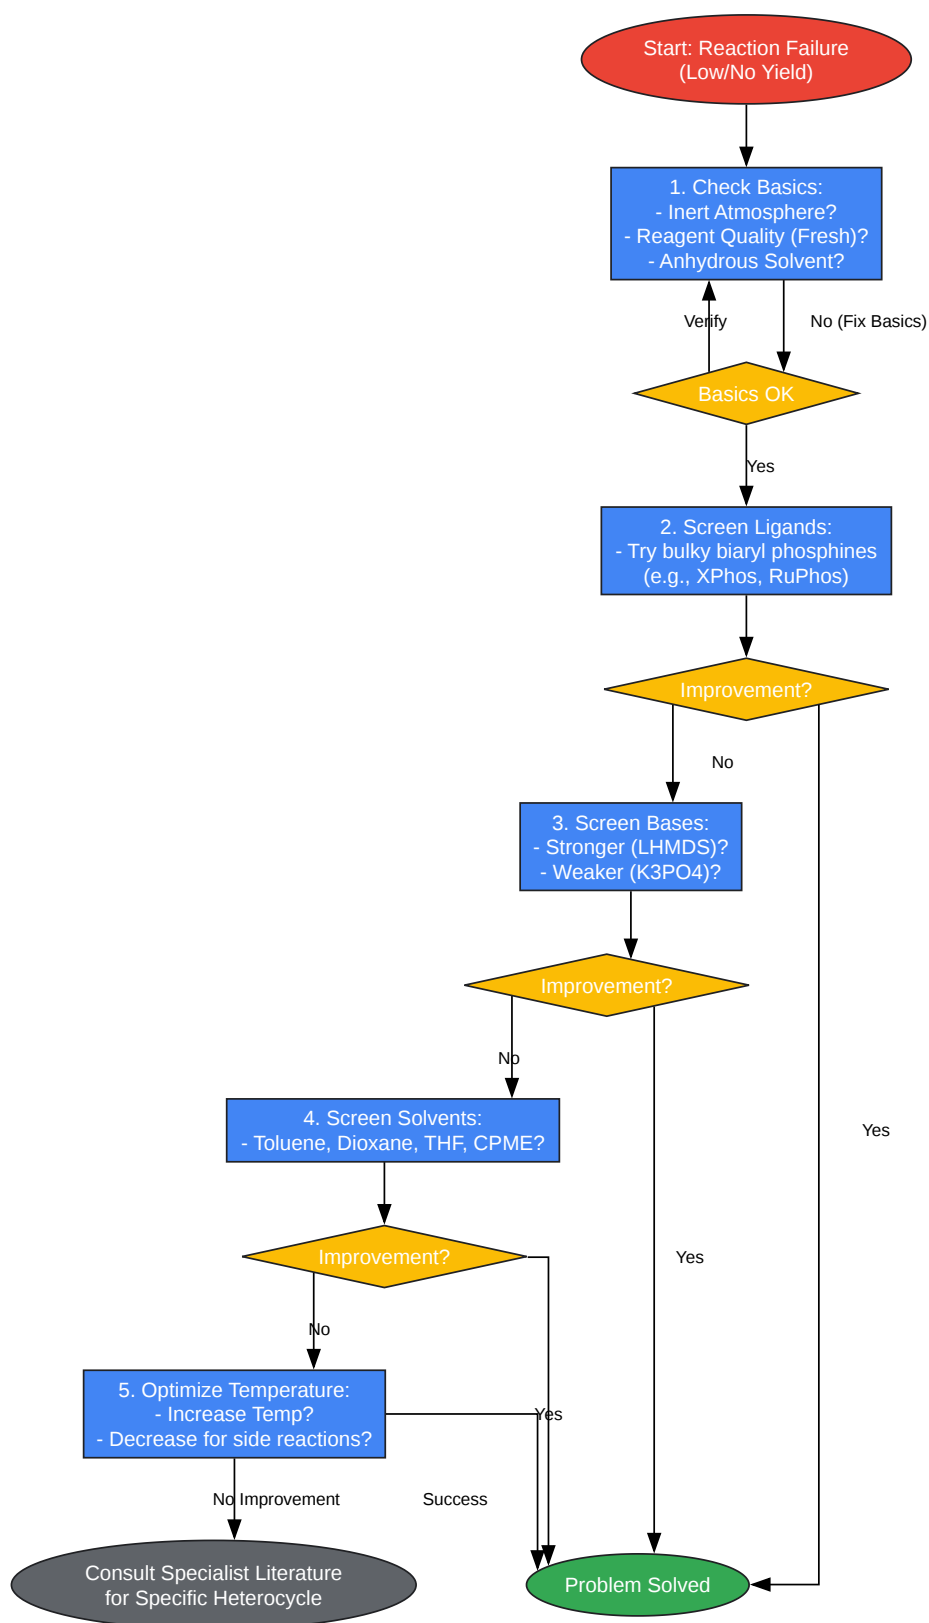 Start: Reaction Failure
(Low/No Yield)
1. Check Basics:
- Inert Atmosphere?
- Reagent Quality (Fresh)?
- Anhydrous Solvent?
Verify
No (Fix Basics)
Basics OK
Yes
2. Screen Ligands:
- Try bulky biaryl phosphines
(e.g., XPhos, RuPhos)
Improvement?
No
3. Screen Bases:
- Stronger (LHMDS)?
- Weaker (K3PO4)?
Improvement?
No
4. Screen Solvents:
- Toluene, Dioxane, THF, CPME?
Yes
Improvement?
Yes
No
5. Optimize Temperature:
- Increase Temp?
- Decrease for side reactions?
Yes
No Improvement
Success
Consult Specialist Literature
for Specific Heterocycle
Problem Solved